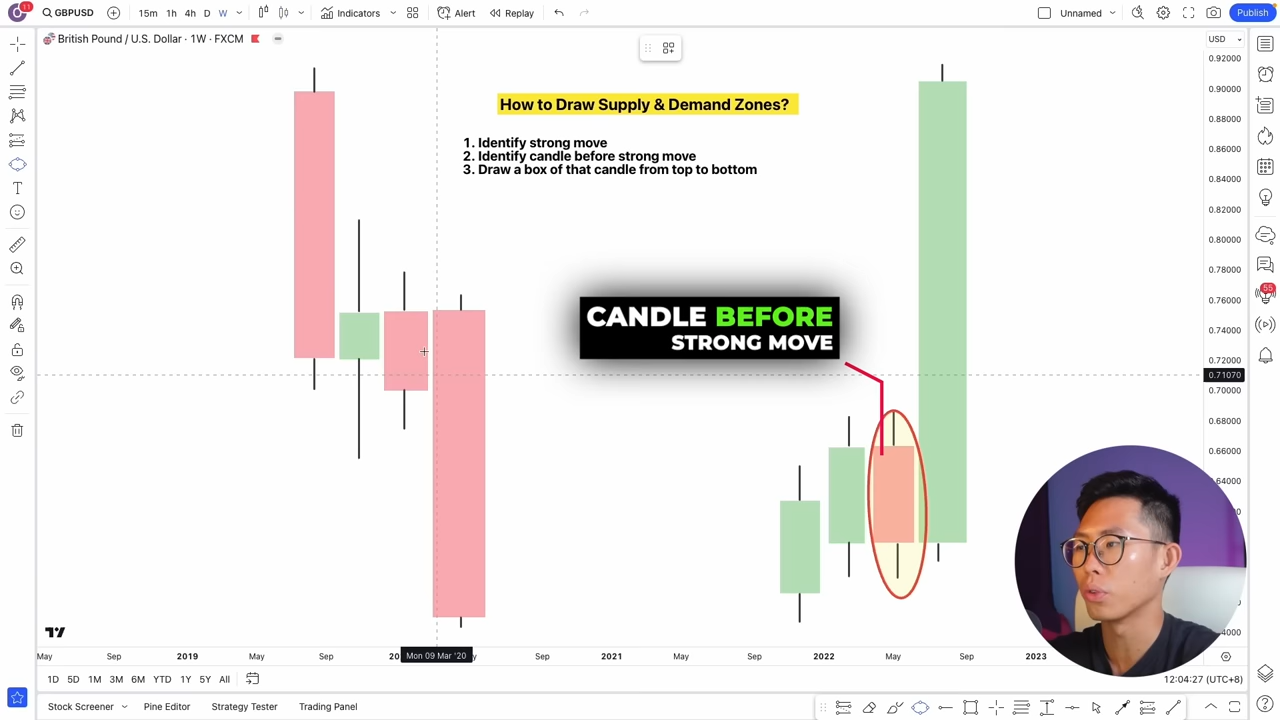 11
GBPUSD
15m 1h 4h D W
Indicators
Alert
Replay
Unnamed
Publish
British Pound / U.S. Dollar · 1W · FXCM
USD
How to Draw Supply & Demand Zones?
1. Identify strong move
2. Identify candle before strong move
3. Draw a box of that candle from top to bottom
CANDLE BEFORE
STRONG MOVE
0.92000
0.90000
0.88000
0.86000
0.84000
0.82000
0.80000
0.78000
0.76000
0.74000
0.72000
0.71070
0.70000
0.68000
0.66000
0.64000
55
May Sep 2019 May Sep Mon 09 Mar '20 Sep 2021 May Sep 2022 May Sep 2023
1D 5D 1M 3M 6M YTD 1Y 5Y All
12:04:27 (UTC+8)
Stock Screener Pine Editor Strategy Tester Trading Panel